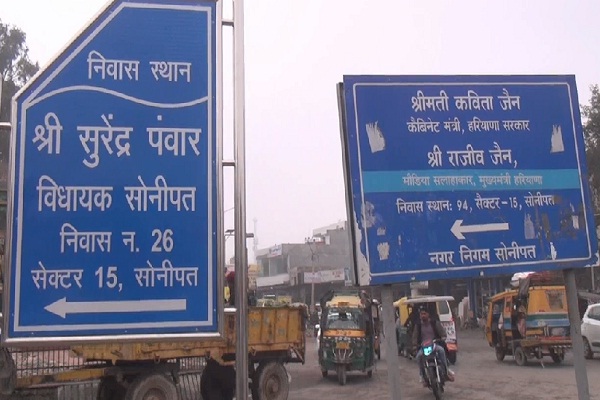 निवास स्थान
श्री सुरेंद्र पंवार
विधायक सोनीपत
निवास न. 26
सेक्टर 15, सोनीपत
श्रीमती कविता जैन
कैबिनेट मंत्री, हरियाणा सरकार
श्री राजीव जैन,
मीडिया सलाहकार, मुख्यमंत्री हरियाणा
निवास स्थान: 94, सैक्टर-15, सोनीपत
नगर निगम सोनीपत